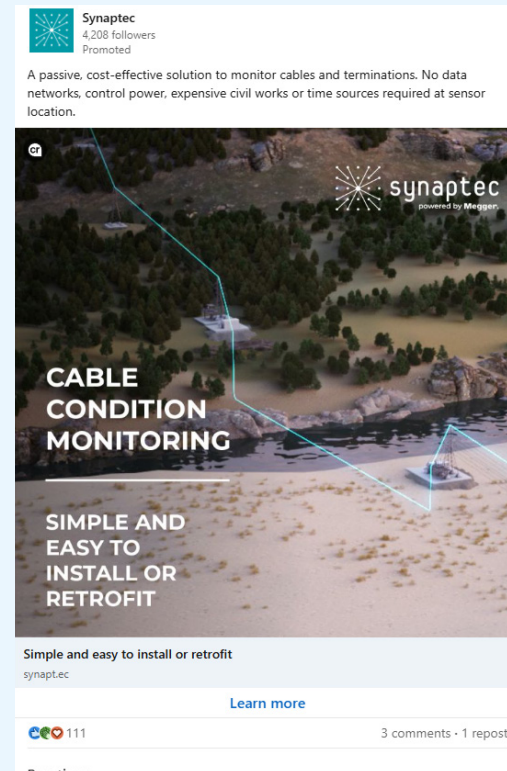 Synaptec
4,208 followers
Promoted
A passive, cost-effective solution to monitor cables and terminations. No data
networks, control power, expensive civil works or time sources required at sensor
location.
cr
synaptec
powered by Megger.
CABLE
CONDITION
MONITORING
SIMPLE AND
EASY TO
INSTALL OR
RETROFIT
Simple and easy to install or retrofit
synapt.ec
Learn more
111
3 comments · 1 repost